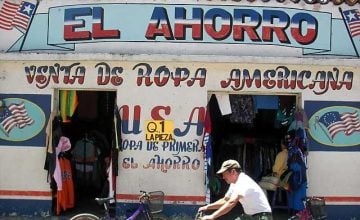 EL AHORRO
VENTA DE ROPA AMERICANA
USA
Q.1
LA PIEZA
ROPA DE PRIMERA
EL AHORRO